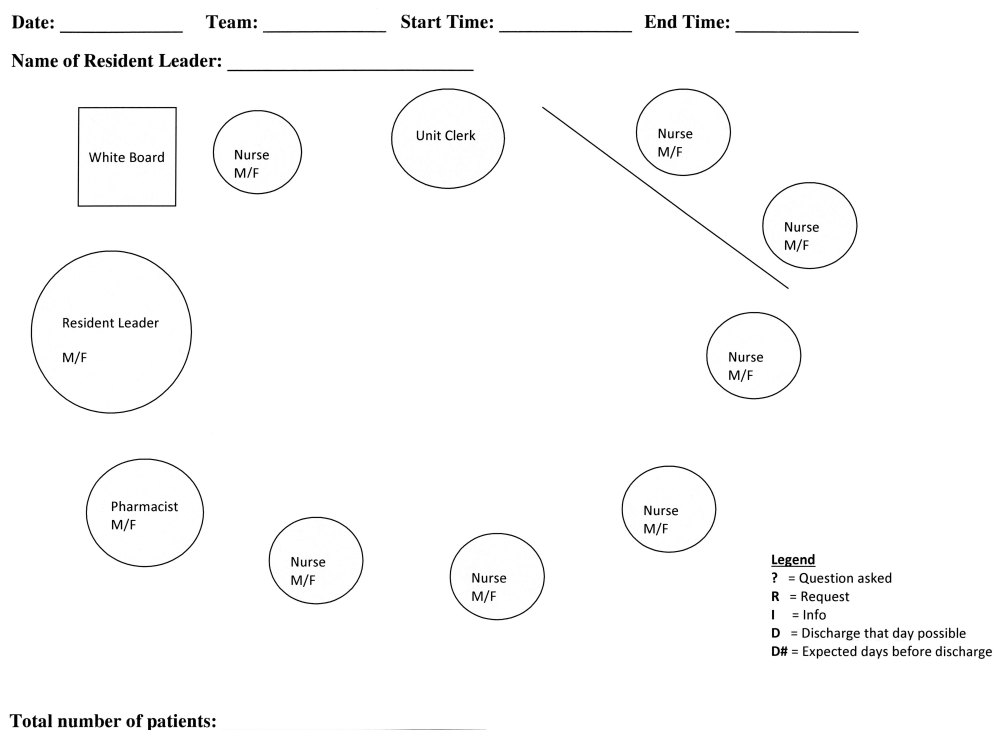 Date: ____________ Team: ____________ Start Time: _____________ End Time: ____________
Name of Resident Leader: ________________________
White Board
Nurse
M/F
Unit Clerk
Nurse
M/F
Nurse
M/F
Resident Leader
M/F
Nurse
M/F
Pharmacist
M/F
Nurse
M/F
Nurse
M/F
Nurse
M/F
Legend
? = Question asked
R = Request
I = Info
D = Discharge that day possible
D# = Expected days before discharge
Total number of patients: __________________________